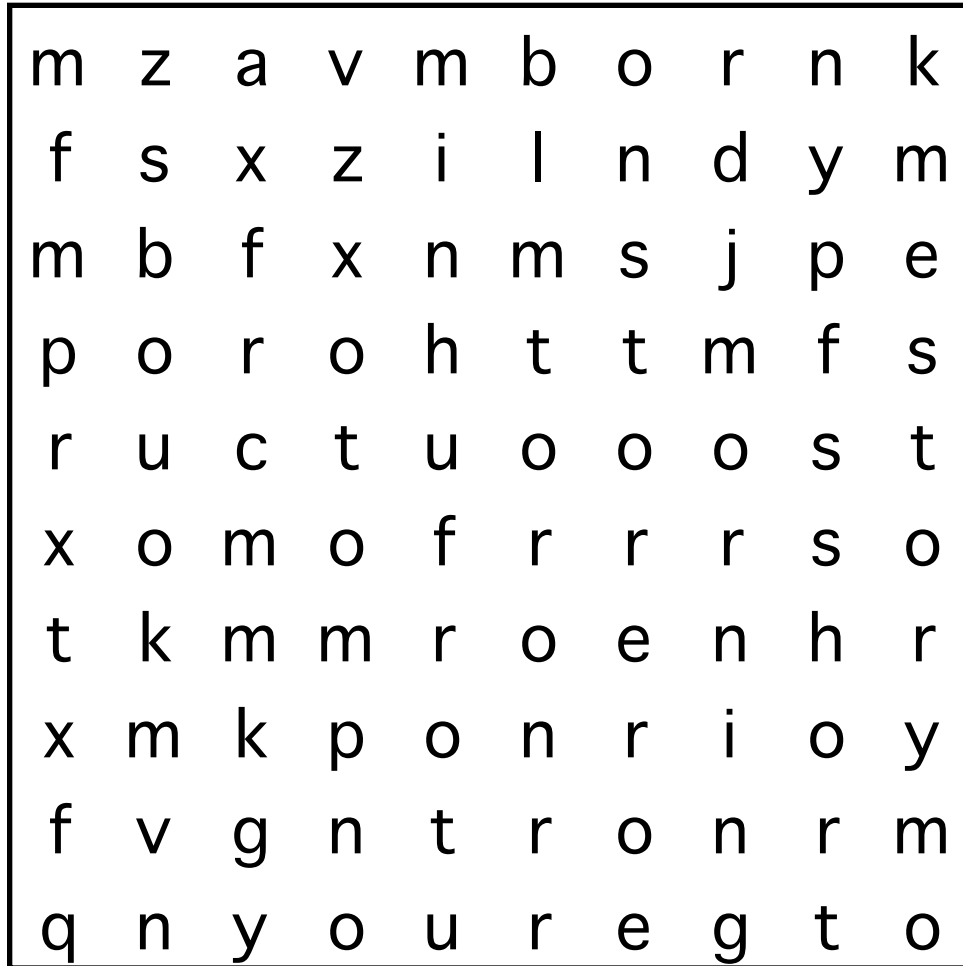 m z a v m b o r n k
f s x z i l n d y m
m b f x n m s j p e
p o r o h t t m f s
r u c t u o o o s t
x o m o f r r r s o
t k m m r o e n h r
x m k p o n r i o y
f v g n t r o n r m
q n y o u r e g t o